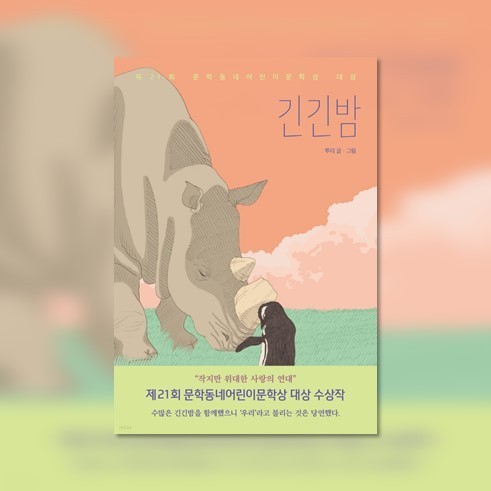 제21회 문학동네어린이문학상 대상
긴긴밤
루리 글·그림
“작지만 위대한 사랑의 연대”
제21회 문학동네어린이문학상 대상 수상작
수많은 긴긴밤을 함께했으니 ‘우리’라고 불리는 것은 당연했다.